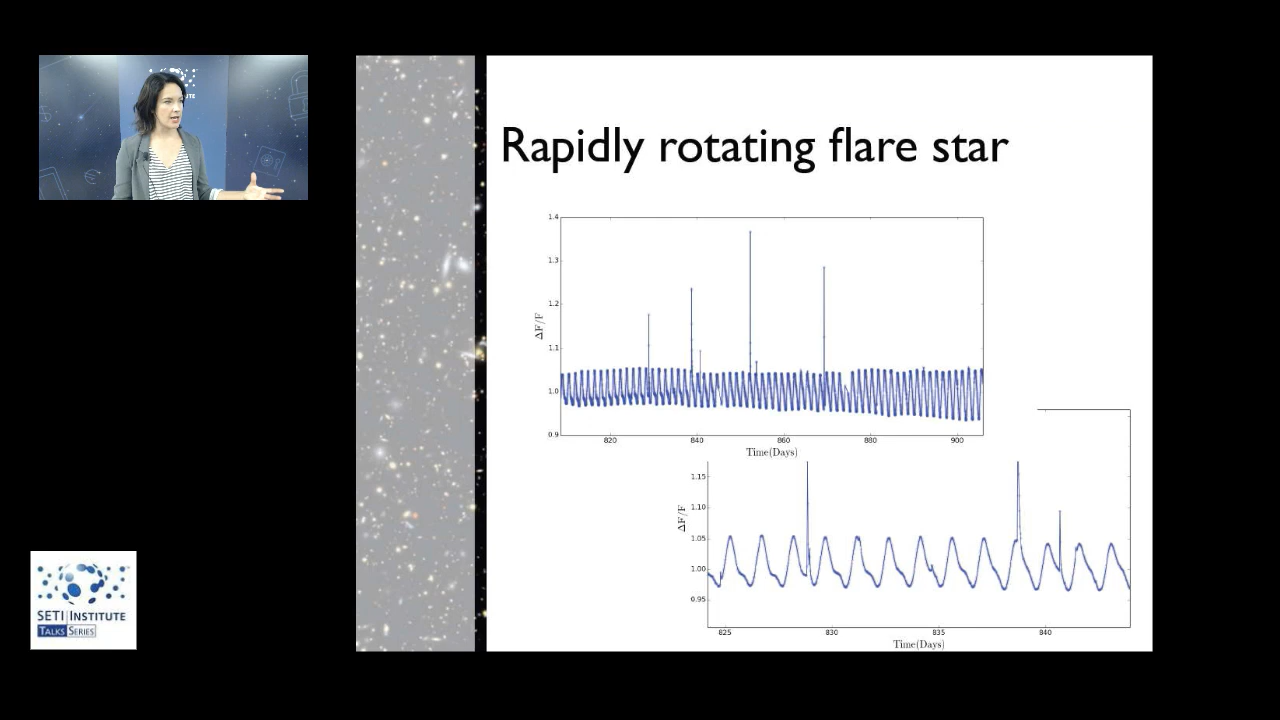 UTE
Rapidly rotating flare star
1.4
1.3
1.2
1.1
1.0
0.9
ΔF/F
820 840 860 880 900
Time(Days)
1.15
1.10
1.05
1.00
0.95
ΔF/F
825 830 835 840
Time(Days)
SETI INSTITUTE
TALKS SERIES